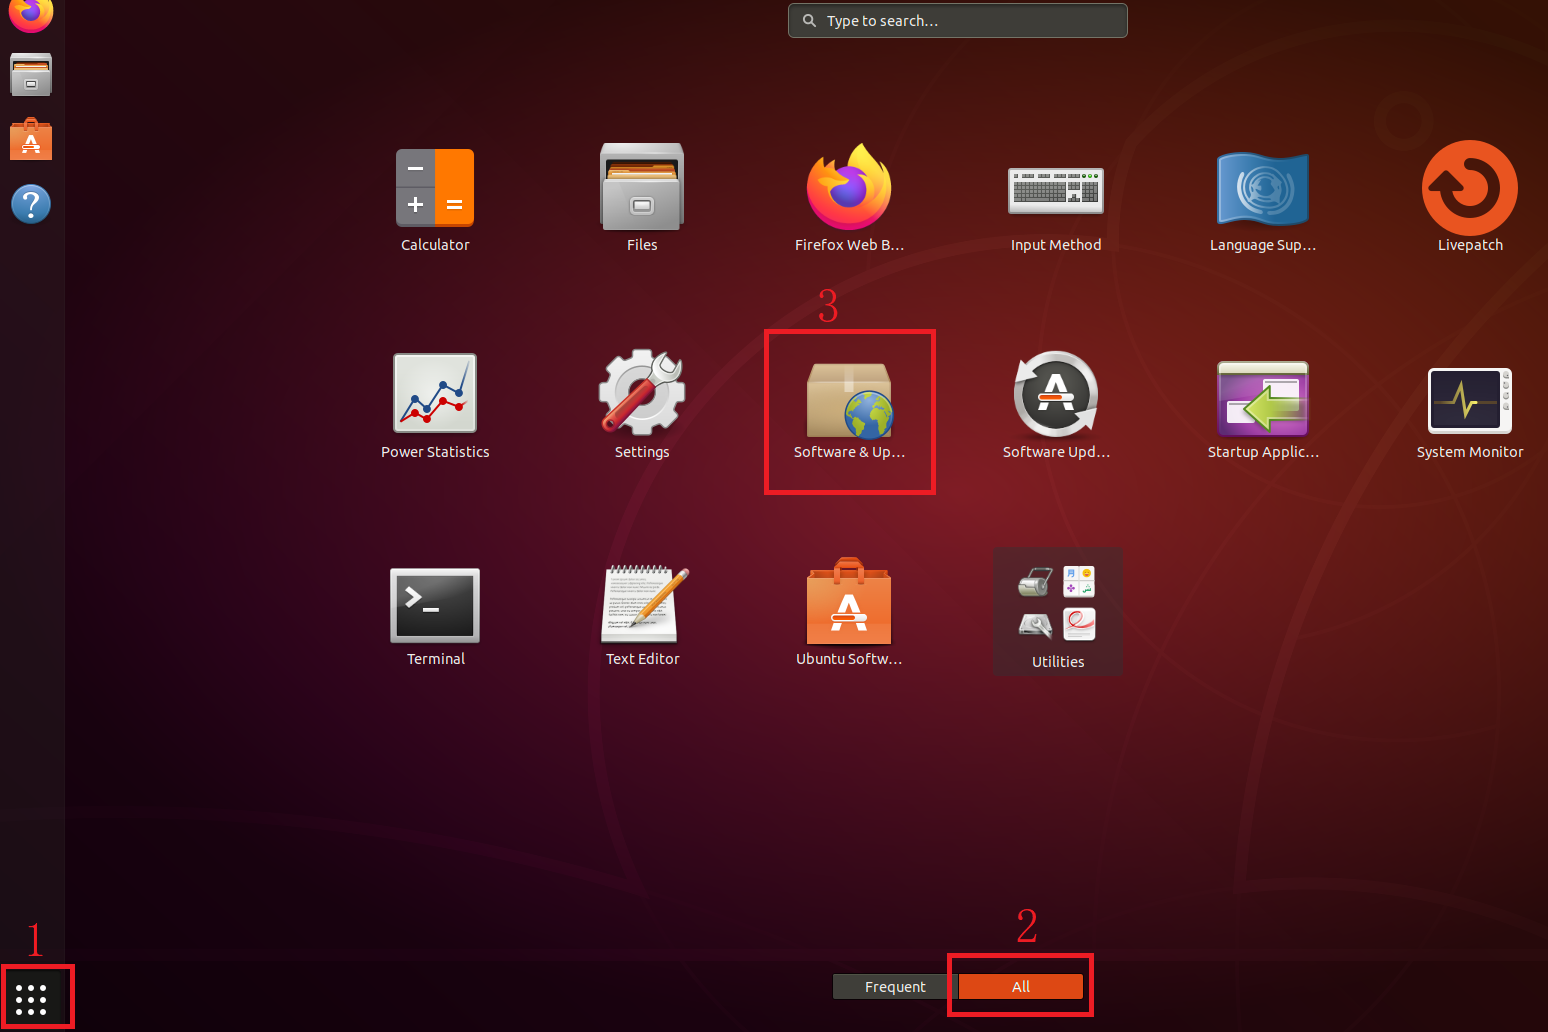 Type to search...
Calculator
Files
Firefox Web B...
Input Method
Language Sup...
Livepatch
3
Power Statistics
Settings
Software & Up...
Software Upd...
Startup Applic...
System Monitor
Terminal
Text Editor
Ubuntu Softw...
Utilities
1
2
Frequent
All